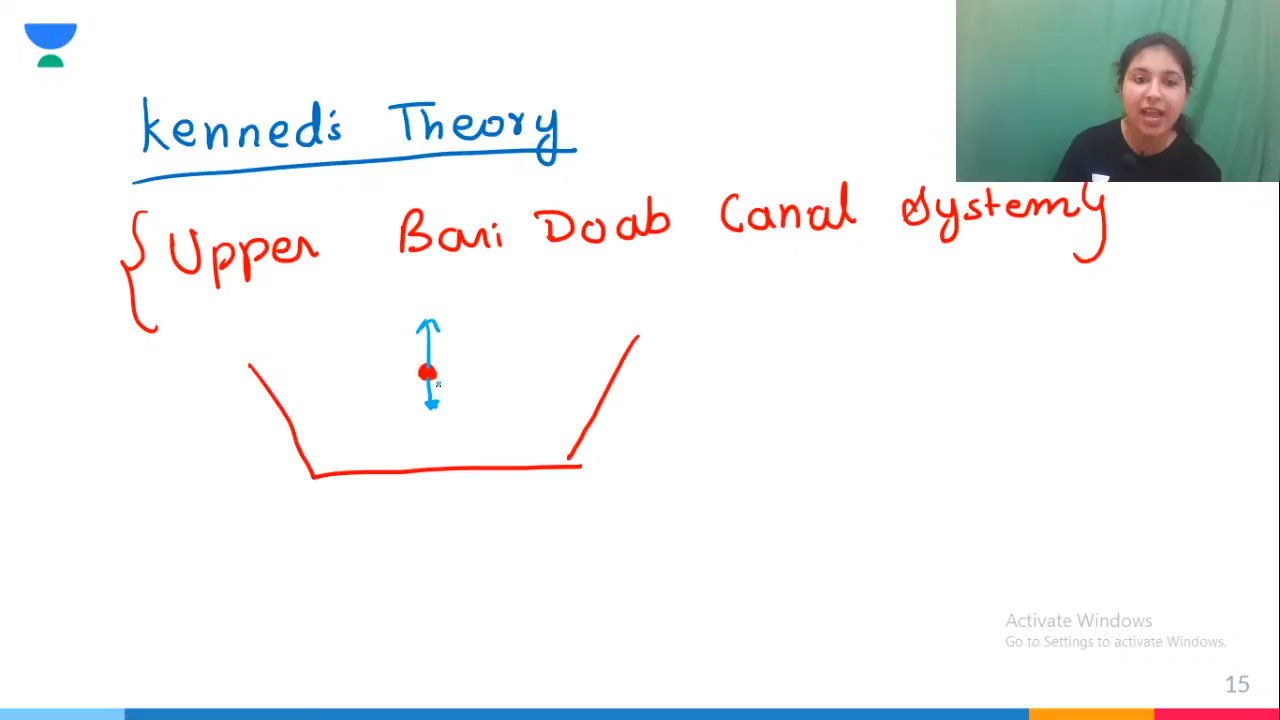 Kenned's Theory
{ Upper Bari Doab Canal System }
Activate Windows
Go to Settings to activate Windows.
15